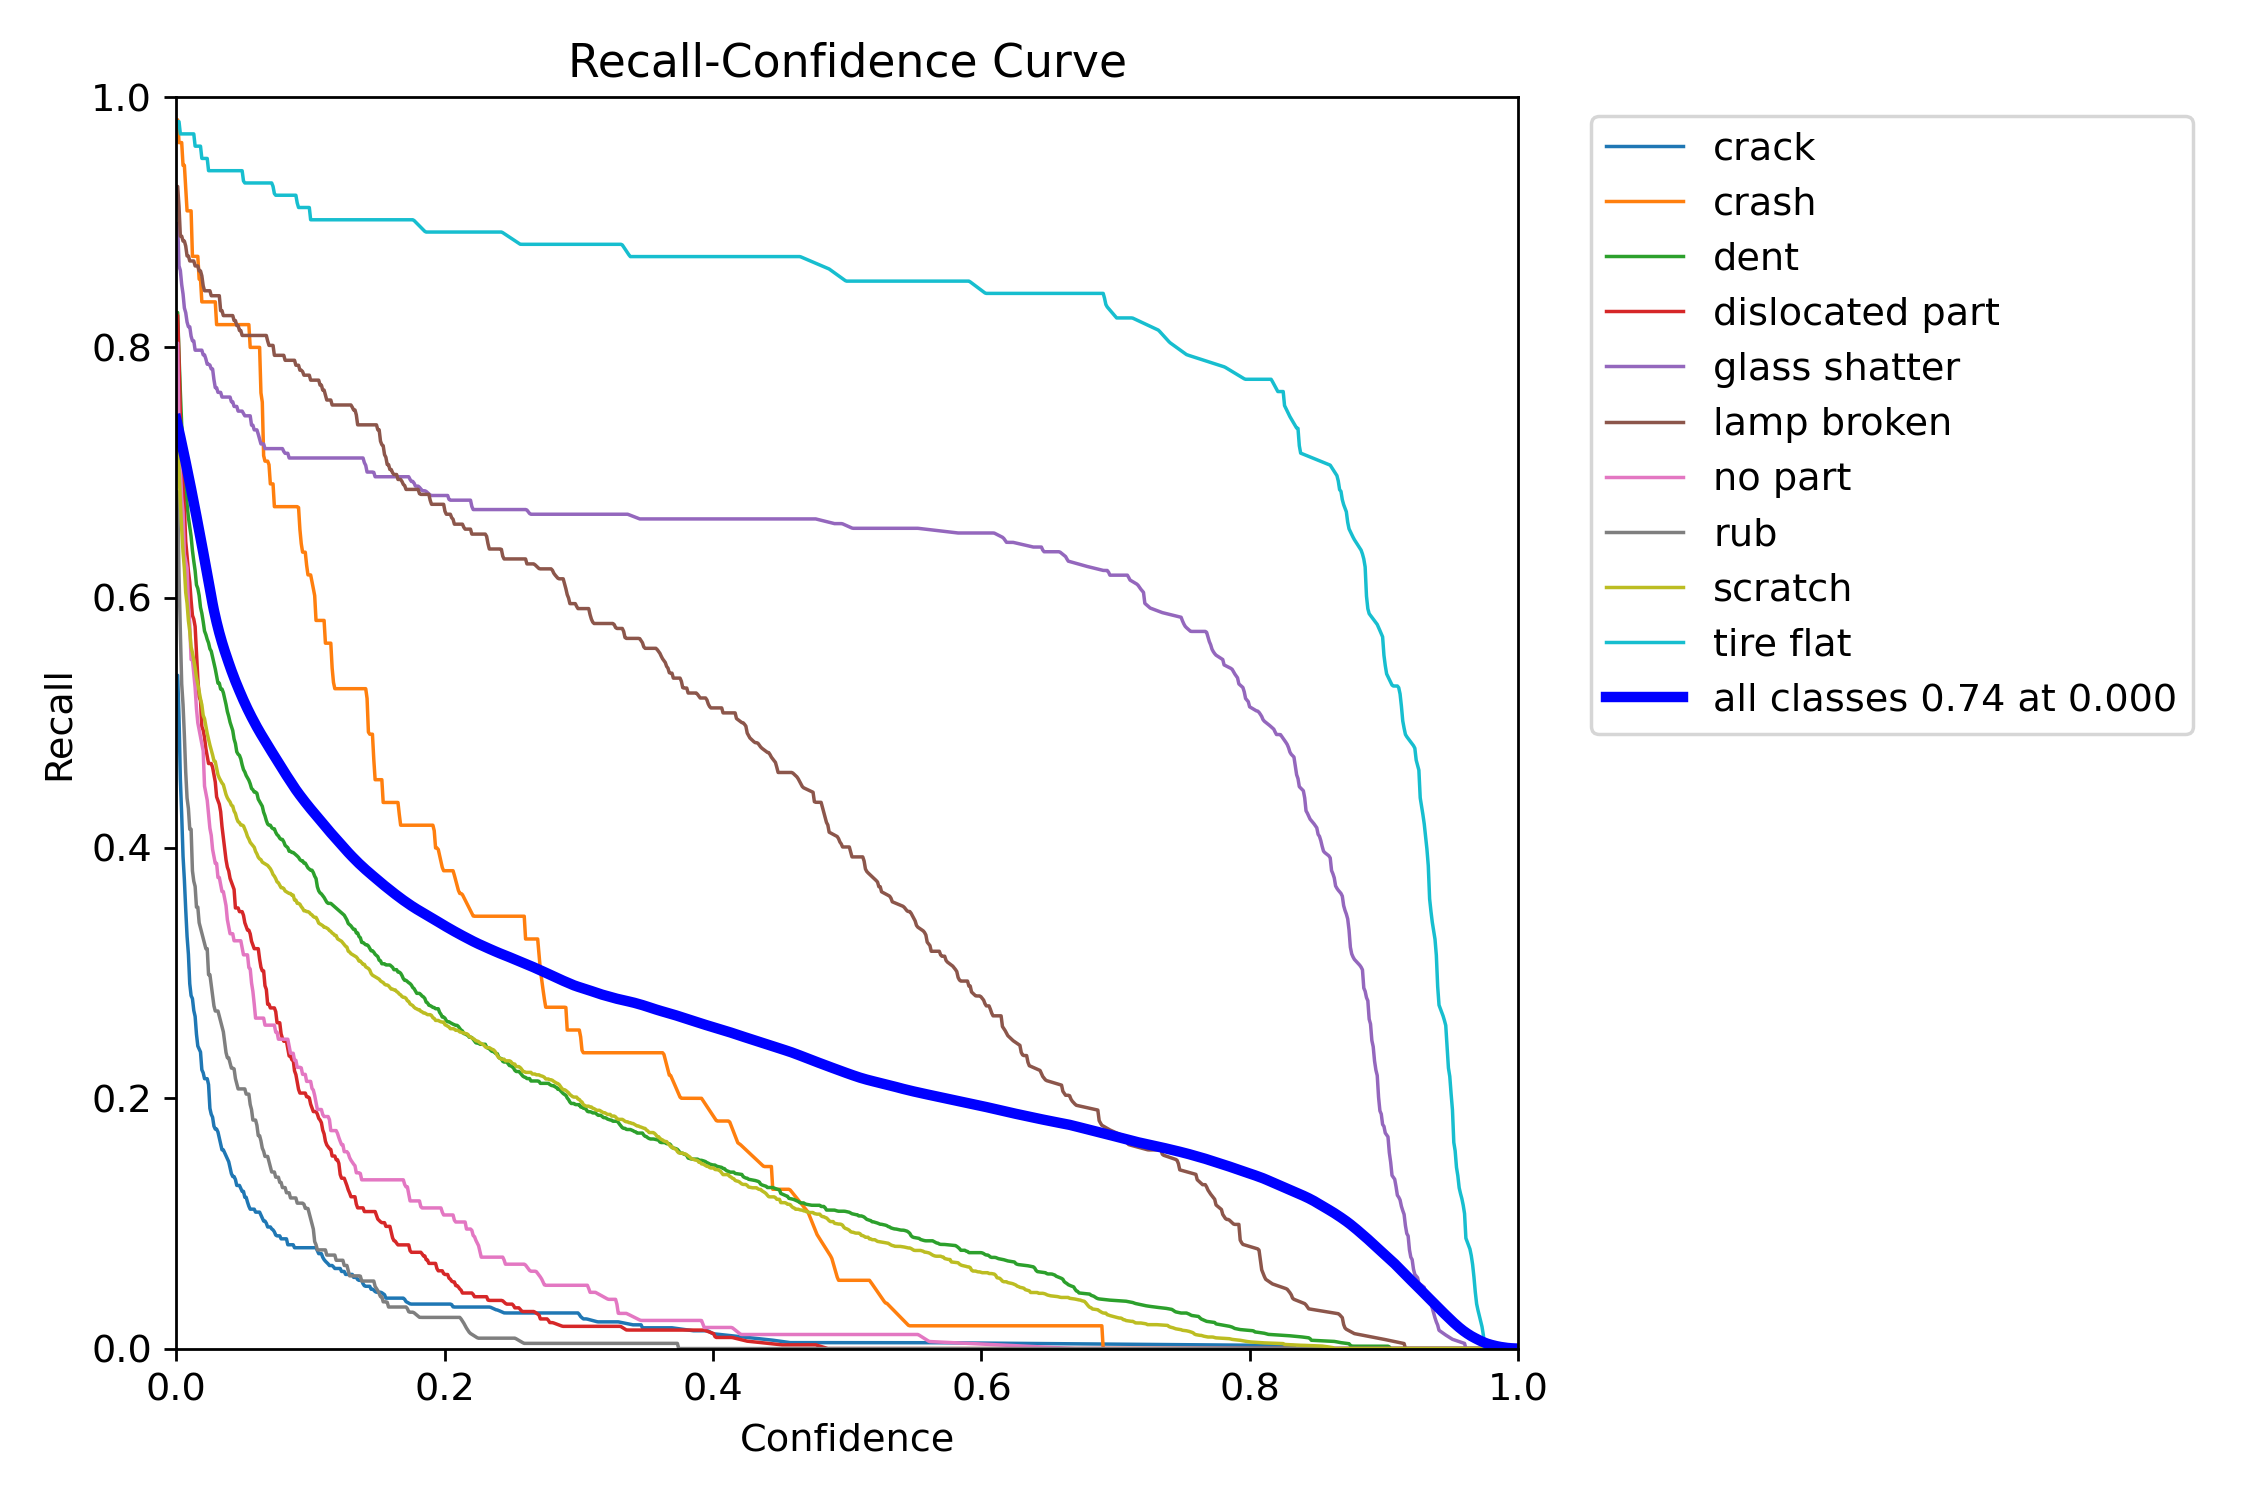 Recall-Confidence Curve
1.0
0.8
0.6
0.4
0.2
0.0
Recall
0.0
0.2
0.4
0.6
0.8
1.0
Confidence
crack
crash
dent
dislocated part
glass shatter
lamp broken
no part
rub
scratch
tire flat
all classes 0.74 at 0.000